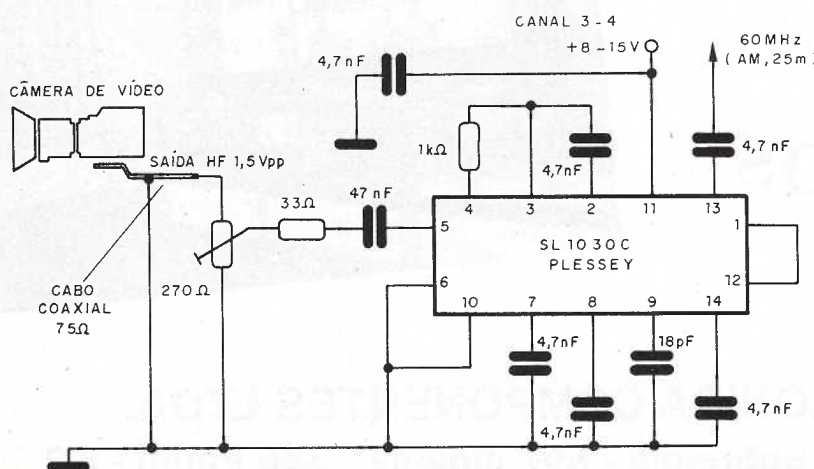 CANAL 3-4
+8-15V
60MHz
(AM, 25m)
4,7nF
CÂMERA DE VÍDEO
SAÍDA HF 1,5Vpp
1kΩ
4,7nF
4,7nF
33Ω
47nF
4
3
2
11
13
5
1
SL1030C
PLESSEY
6
12
10
7
8
9
14
270Ω
CABO
COAXIAL
75Ω
4,7nF
18pF
4,7nF
4,7nF